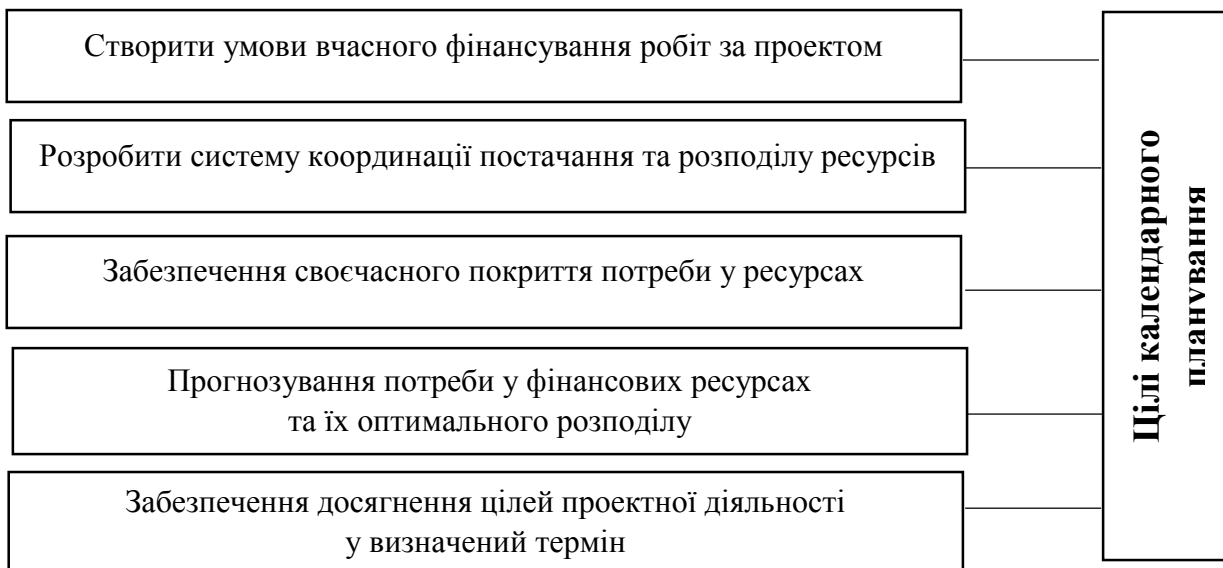 Створити умови вчасного фінансування робіт за проектом
Розробити систему координації постачання та розподілу ресурсів
Забезпечення своєчасного покриття потреби у ресурсах
Прогнозування потреби у фінансових ресурсах
та їх оптимального розподілу
Забезпечення досягнення цілей проектної діяльності
у визначений термін
Цілі календарного
планування